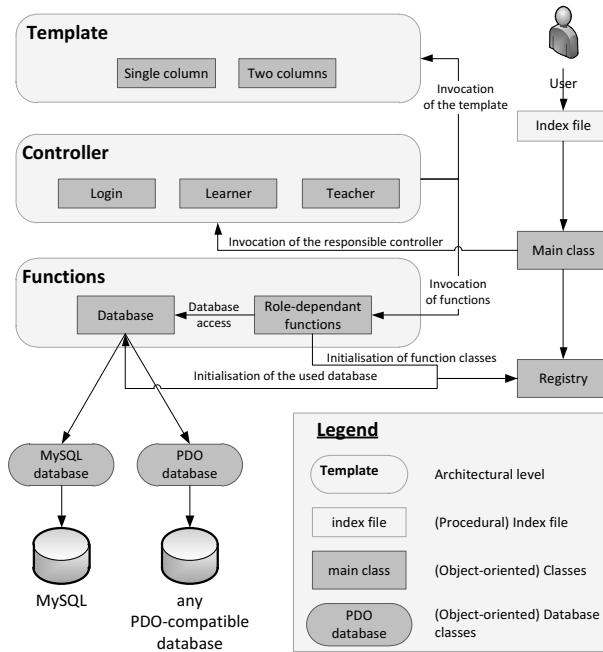 Template
Single column
Two columns
Invocation
of the template
User
Index file
Controller
Login
Learner
Teacher
Invocation of the responsible controller
Main class
Functions
Database
Database
access
Role-dependant
functions
Invocation
of functions
Initialisation of function classes
Initialisation of the used database
Registry
MySQL
database
PDO
database
MySQL
any
PDO-compatible
database
Legend
Template
Architectural level
index file
(Procedural) Index file
main class
(Object-oriented) Classes
PDO
database
(Object-oriented) Database
classes